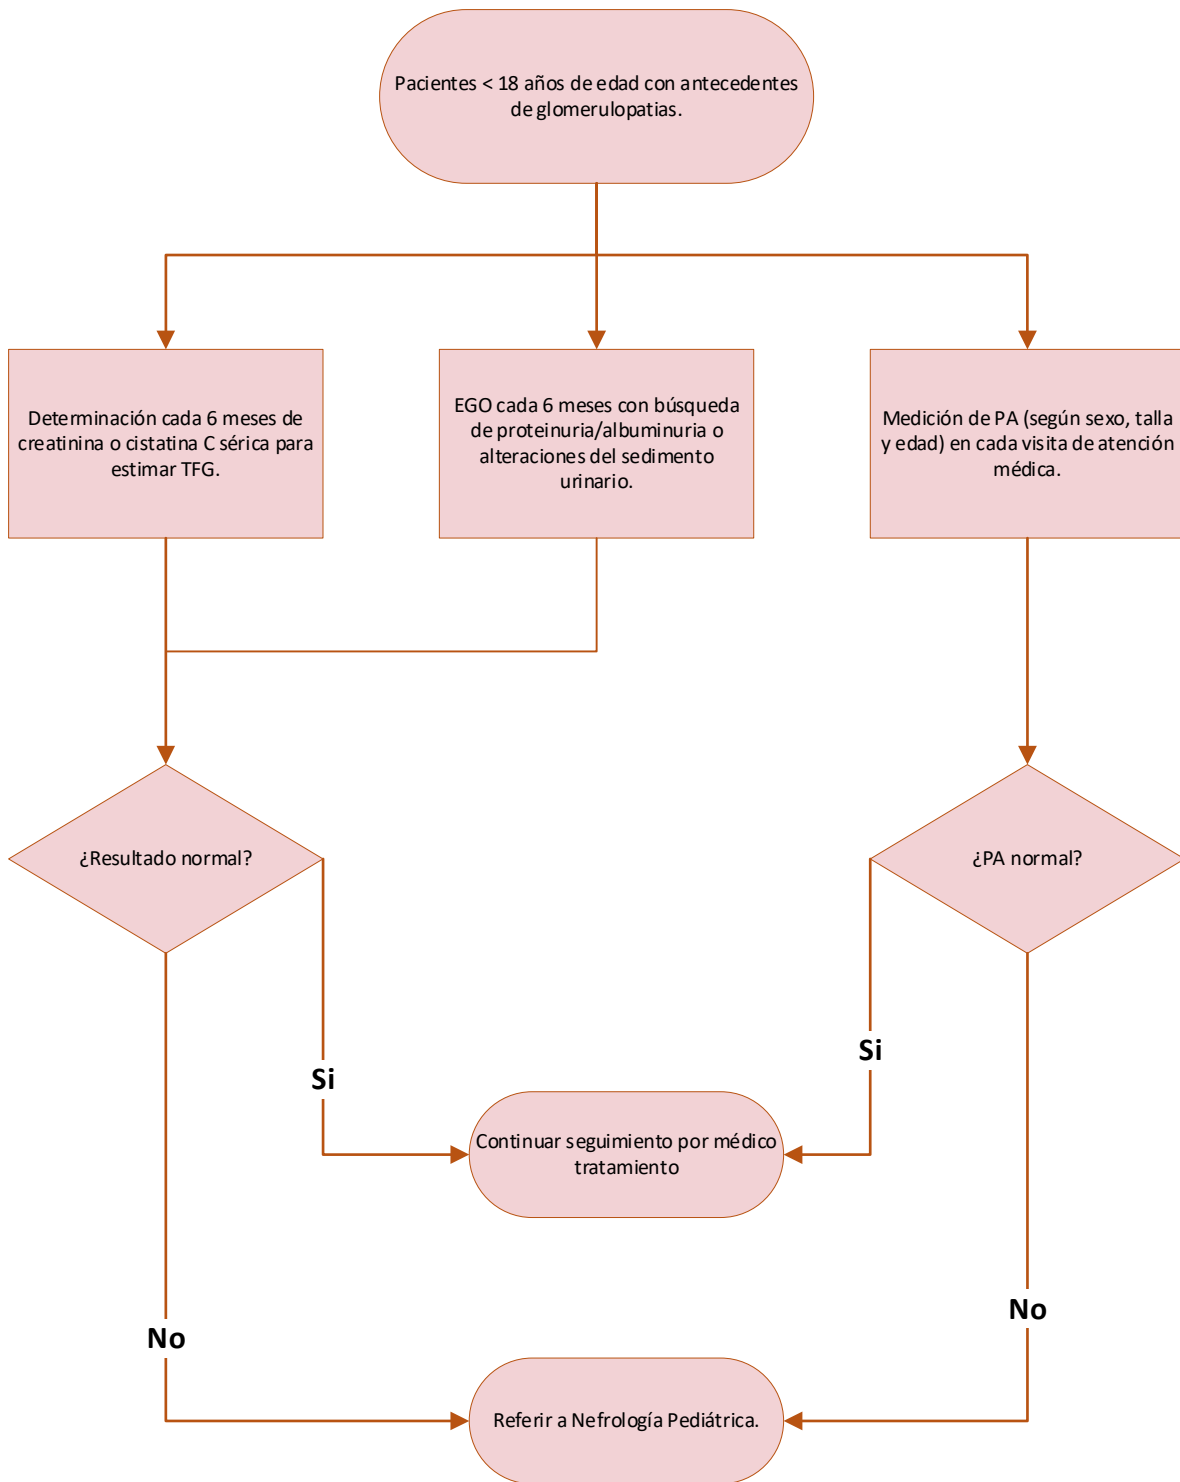 Pacientes < 18 años de edad con antecedentes
de glomerulopatias.
Determinación cada 6 meses de
creatinina o cistatina C sérica para
estimar TFG.
EGO cada 6 meses con búsqueda
de proteinuria/albuminuria o
alteraciones del sedimento
urinario.
Medición de PA (según sexo, talla
y edad) en cada visita de atención
médica.
¿Resultado normal?
¿PA normal?
Si
Si
Continuar seguimiento por médico
tratamiento
No
No
Referir a Nefrología Pediátrica.